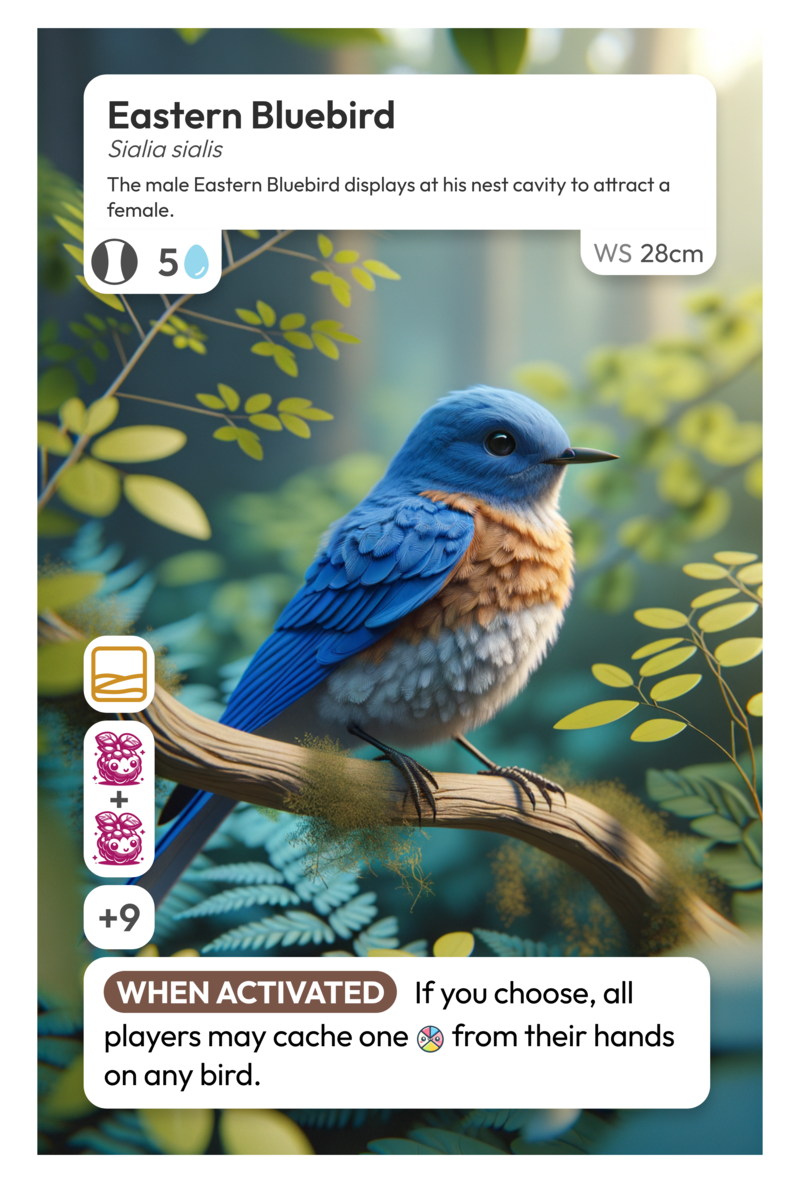 Eastern Bluebird
Sialia sialis
The male Eastern Bluebird displays at his nest cavity to attract a
female.
5
WS 28cm
+
+9
WHEN ACTIVATED If you choose, all
players may cache one from their hands
on any bird.